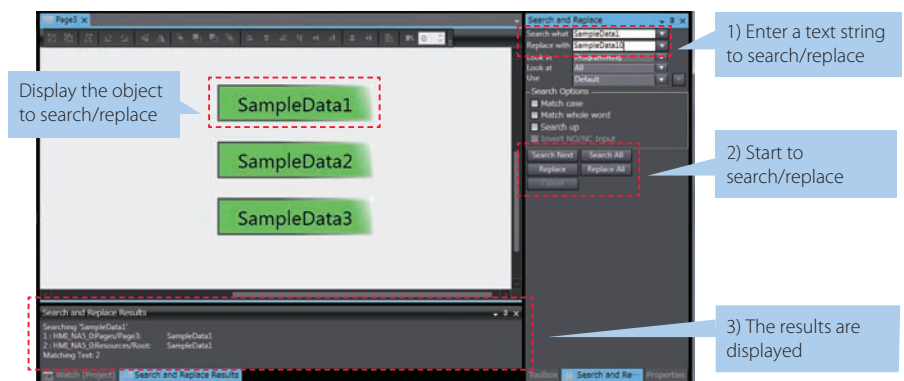 Page3
0
Search and Replace
Search what SampleData1
Replace with SampleData10
Look in
Look at All
Use Default
Search Options
Match case
Match whole word
Search up
Invert NO/NC Input
Search Next Search All
Replace Replace All
Cancel
1) Enter a text string
to search/replace
Display the object
to search/replace
SampleData1
SampleData2
SampleData3
2) Start to
search/replace
Search and Replace Results
Searching 'SampleData1'
1 : HMI_NA5_0:Pages/Page3: SampleData1
2 : HMI_NA5_0:Resources/Root: SampleData1
Matching Text: 2
3) The results are
displayed
Watch (Project) Search and Replace Results
Toolbox Search and Re… Properties